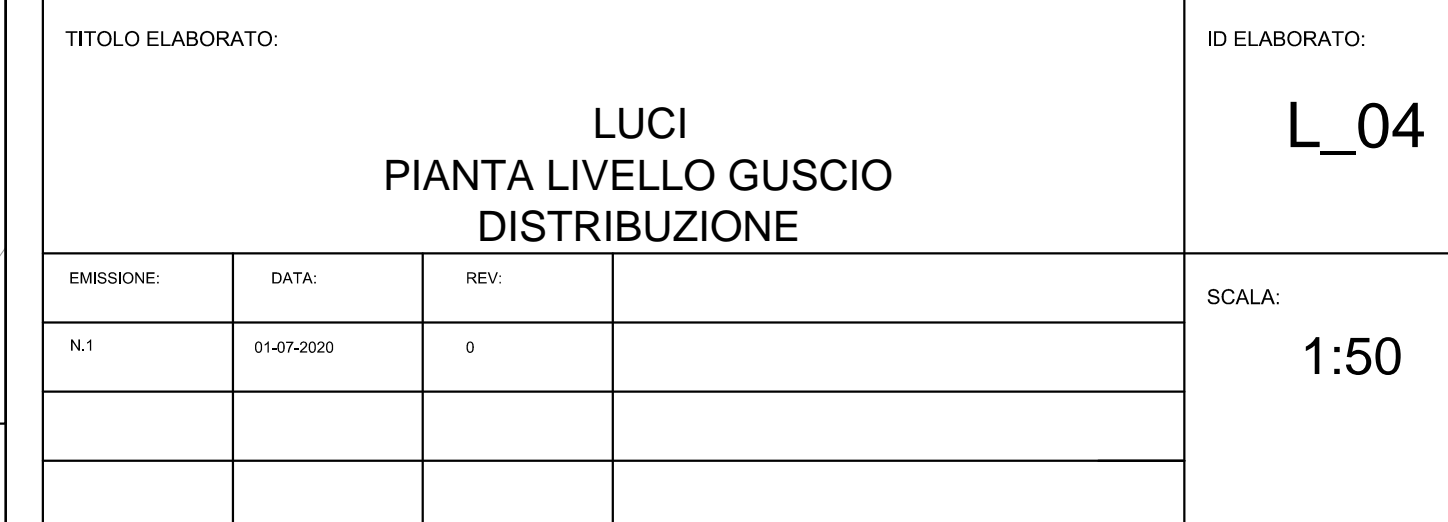 TITOLO ELABORATO:
LUCI
PIANTA LIVELLO GUSCIO
DISTRIBUZIONE
ID ELABORATO:
L_04
EMISSIONE: DATA: REV:
N.1 01-07-2020 0
SCALA:
1:50